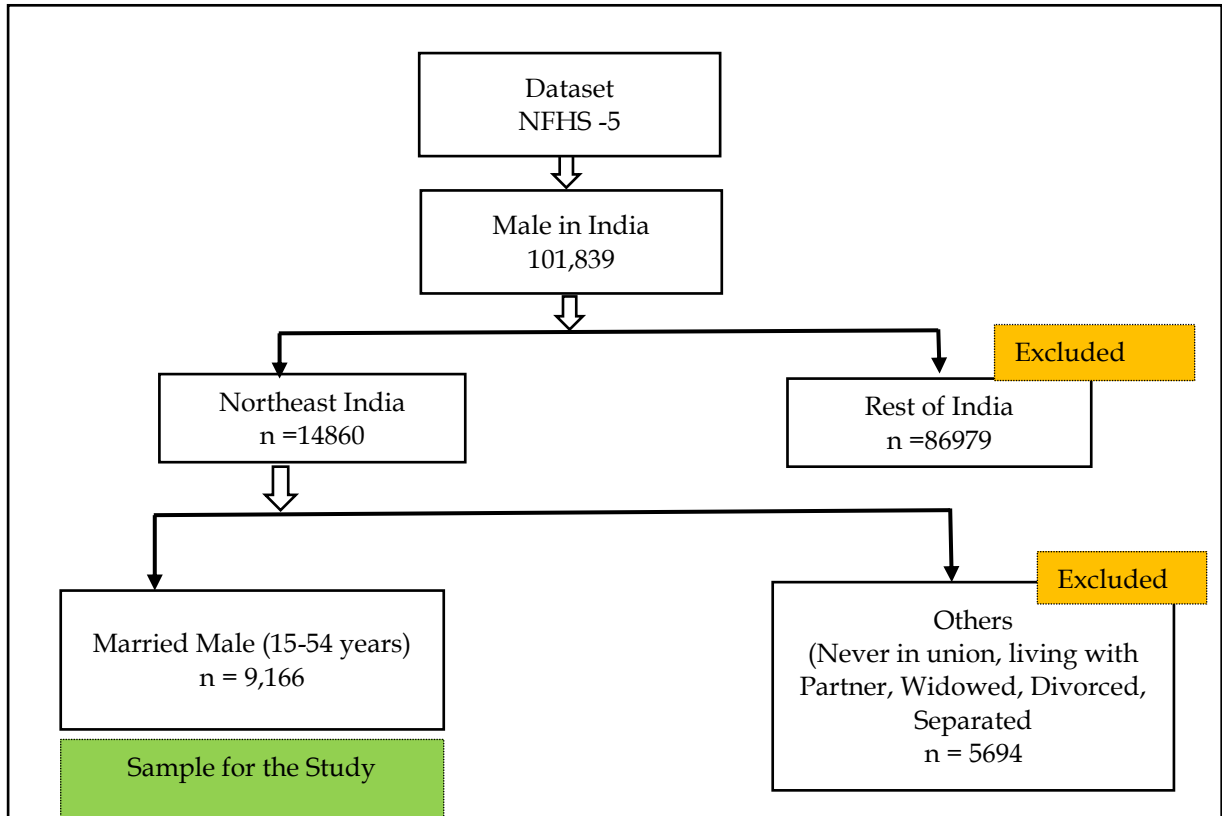 Dataset
NFHS -5
Male in India
101,839
Excluded
Northeast India
n =14860
Rest of India
n =86979
Excluded
Married Male (15-54 years)
n = 9,166
Others
(Never in union, living with
Partner, Widowed, Divorced,
Separated
n = 5694
Sample for the Study